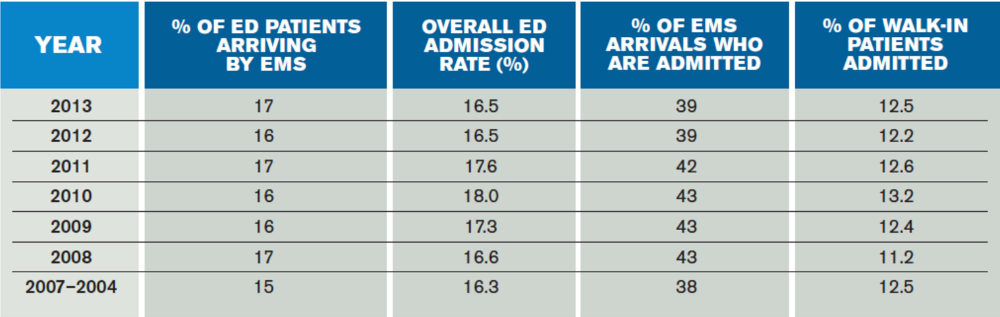 YEAR
% OF ED PATIENTS
ARRIVING
BY EMS
OVERALL ED
ADMISSION
RATE (%)
% OF EMS
ARRIVALS WHO
ARE ADMITTED
% OF WALK-IN
PATIENTS
ADMITTED
2013 17 16.5 39 12.5
2012 16 16.5 39 12.2
2011 17 17.6 42 12.6
2010 16 18.0 43 13.2
2009 16 17.3 43 12.4
2008 17 16.6 43 11.2
2007–2004 15 16.3 38 12.5